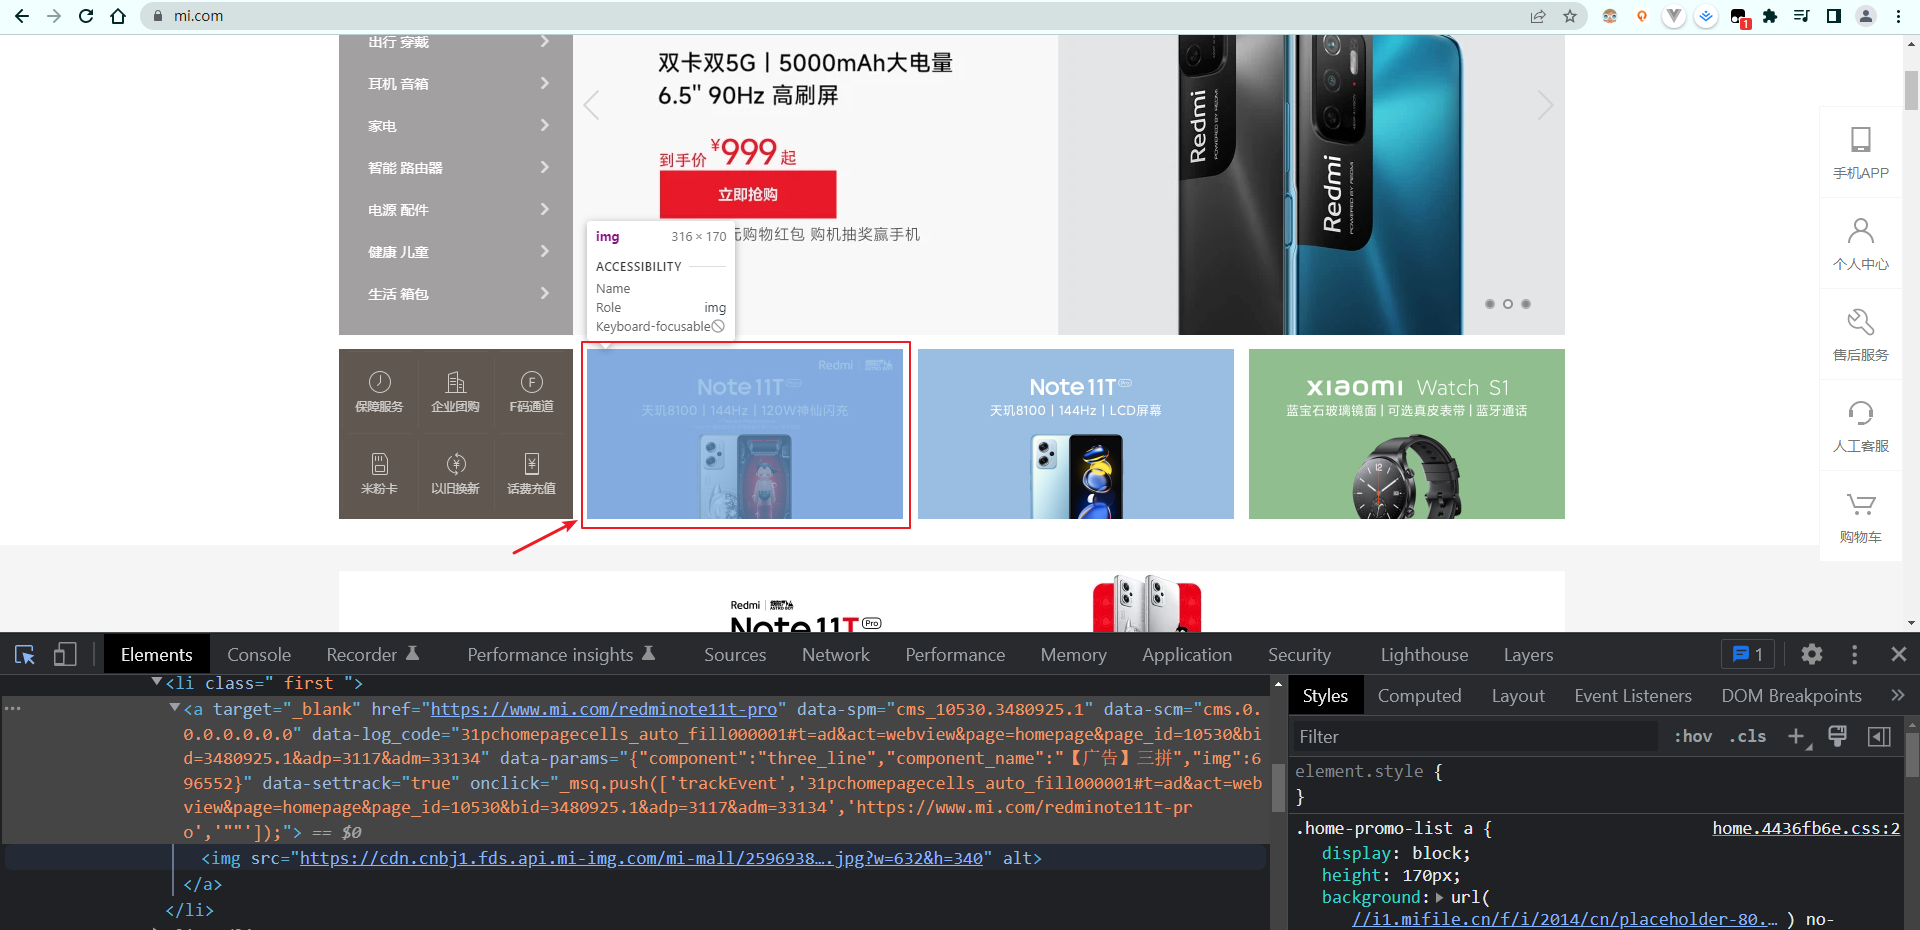 mi.com
1
出行 穿戴
耳机 音箱
家电
智能 路由器
电源 配件
健康 儿童
生活 箱包
双卡双5G | 5000mAh大电量
6.5" 90Hz 高刷屏
到手价 ¥999 起
立即抢购
元购物红包 购机抽奖赢手机
Redmi
POWERED BY REDMI
Redmi
POWERED BY REDMI
img 316 × 170
ACCESSIBILITY
Name
Role img
Keyboard-focusable
手机APP
个人中心
售后服务
人工客服
购物车
保障服务
企业团购
F码通道
米粉卡
以旧换新
话费充值
Redmi
Note 11T Pro+
天玑8100 | 144Hz | 120W神仙闪充
Note 11T Pro
天玑8100 | 144Hz | LCD屏幕
xiaomi Watch S1
蓝宝石玻璃镜面 | 可选真皮表带 | 蓝牙通话
Redmi | ASTRO BOY
Note 11T Pro
Elements Console Recorder Performance insights Sources Network Performance Memory Application Security Lighthouse Layers 1
<li class=" first ">
<a target="_blank" href="https://www.mi.com/redminote11t-pro" data-spm="cms_10530.3480925.1" data-scm="cms.0.
0.0.0.0.0.0" data-log_code="31pchomepagecells_auto_fill000001#t=ad&act=webview&page=homepage&page_id=10530&bi
d=3480925.1&adp=3117&adm=33134" data-params="{"component":"three_line","component_name":"【广告】三拼","img":6
96552}" data-settrack="true" onclick="_msq.push(['trackEvent','31pchomepagecells_auto_fill000001#t=ad&act=web
view&page=homepage&page_id=10530&bid=3480925.1&adp=3117&adm=33134','https://www.mi.com/redminote11t-pr
o','""']);"> == $0
<img src="https://cdn.cnbj1.fds.api.mi-img.com/mi-mall/2596938….jpg?w=632&h=340" alt>
</a>
</li>
Styles Computed Layout Event Listeners DOM Breakpoints
Filter :hov .cls
element.style {
}
.home-promo-list a { home.4436fb6e.css:2
display: block;
height: 170px;
background: url(
//i1.mifile.cn/f/i/2014/cn/placeholder-80.… ) no-